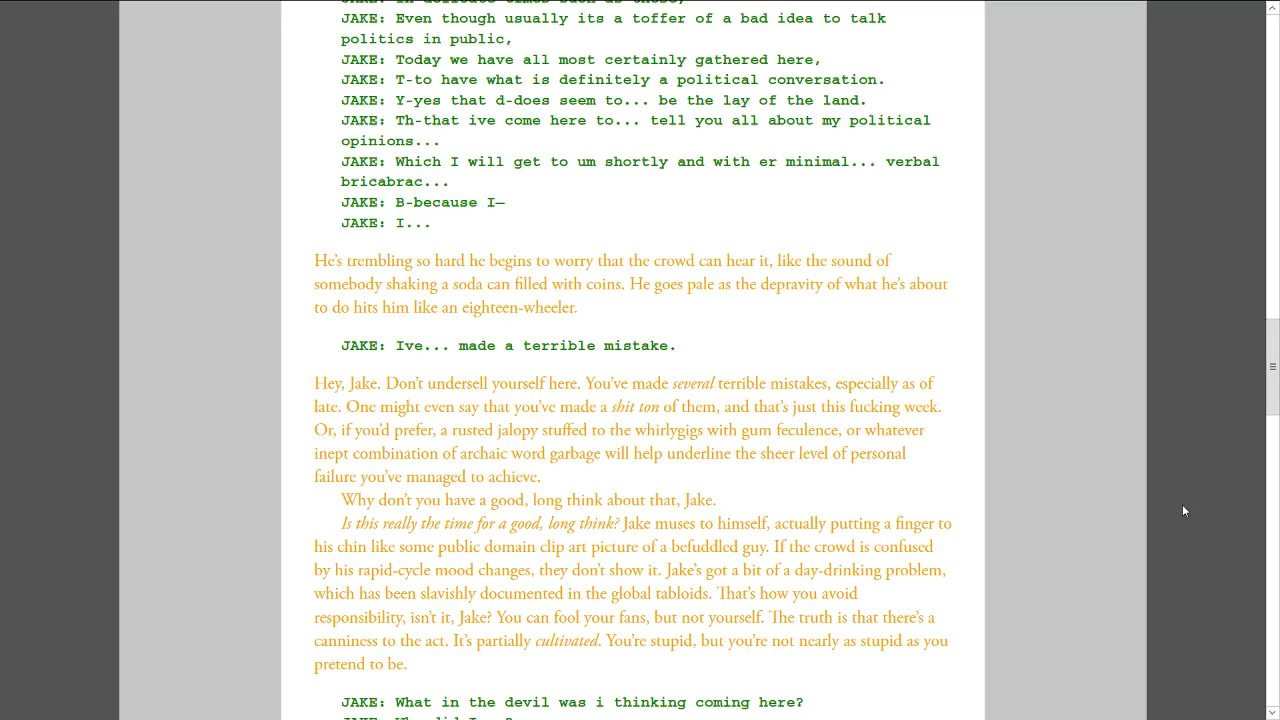 JAKE: Even though usually its a toffer of a bad idea to talk
politics in public,
JAKE: Today we have all most certainly gathered here,
JAKE: T-to have what is definitely a political conversation.
JAKE: Y-yes that d-does seem to... be the lay of the land.
JAKE: Th-that ive come here to... tell you all about my political
opinions...
JAKE: Which I will get to um shortly and with er minimal... verbal
bricabrac...
JAKE: B-because I—
JAKE: I...
He's trembling so hard he begins to worry that the crowd can hear it, like the sound of
somebody shaking a soda can filled with coins. He goes pale as the depravity of what he's about
to do hits him like an eighteen-wheeler.
JAKE: Ive... made a terrible mistake.
Hey, Jake. Don't undersell yourself here. You've made several terrible mistakes, especially as of
late. One might even say that you've made a shit ton of them, and that's just this fucking week.
Or, if you'd prefer, a rusted jalopy stuffed to the whirlygigs with gum feculence, or whatever
inept combination of archaic word garbage will help underline the sheer level of personal
failure you've managed to achieve.
Why don't you have a good, long think about that, Jake.
Is this really the time for a good, long think? Jake muses to himself, actually putting a finger to
his chin like some public domain clip art picture of a befuddled guy. If the crowd is confused
by his rapid-cycle mood changes, they don't show it. Jake's got a bit of a day-drinking problem,
which has been slavishly documented in the global tabloids. That's how you avoid
responsibility, isn't it, Jake? You can fool your fans, but not yourself. The truth is that there's a
canniness to the act. It's partially cultivated. You're stupid, but you're not nearly as stupid as you
pretend to be.
JAKE: What in the devil was i thinking coming here?